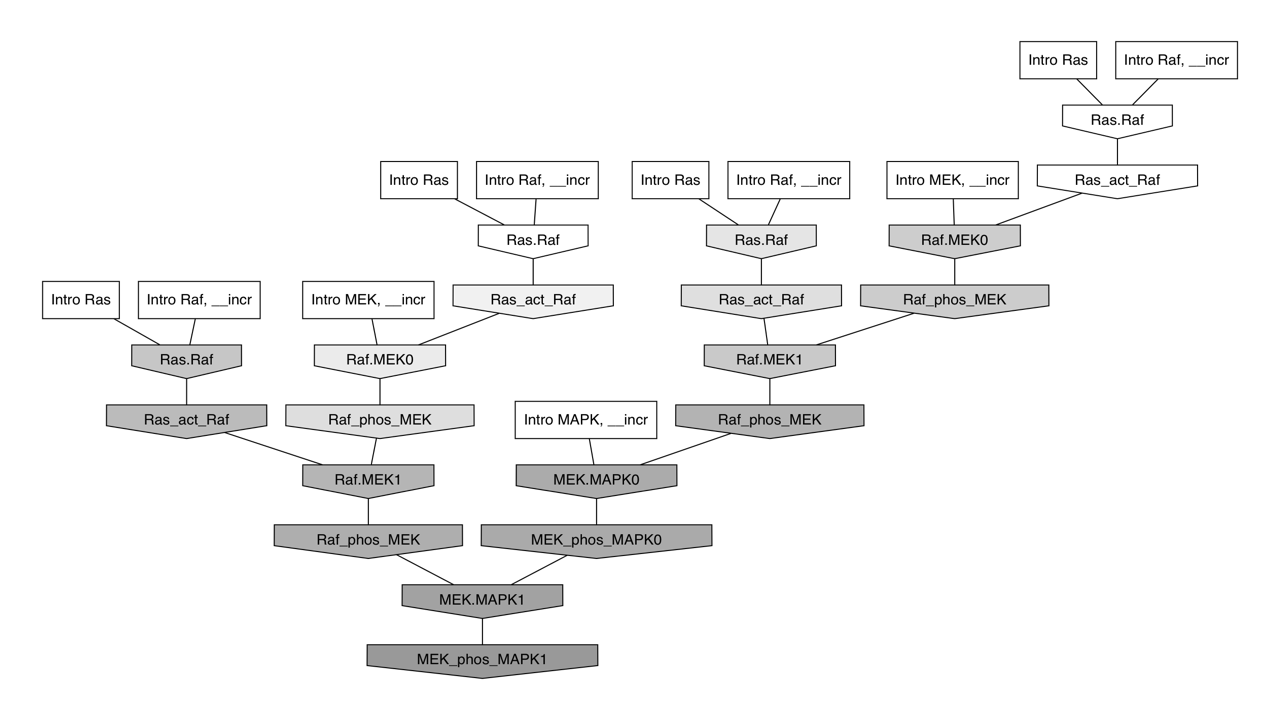 Intro Ras
Intro Raf, __incr
Ras.Raf
Intro Ras
Intro Raf, __incr
Intro Ras
Intro Raf, __incr
Intro MEK, __incr
Ras_act_Raf
Ras.Raf
Ras.Raf
Raf.MEK0
Intro Ras
Intro Raf, __incr
Intro MEK, __incr
Ras_act_Raf
Ras_act_Raf
Raf_phos_MEK
Ras.Raf
Raf.MEK0
Raf.MEK1
Ras_act_Raf
Raf_phos_MEK
Intro MAPK, __incr
Raf_phos_MEK
Raf.MEK1
MEK.MAPK0
Raf_phos_MEK
MEK_phos_MAPK0
MEK.MAPK1
MEK_phos_MAPK1